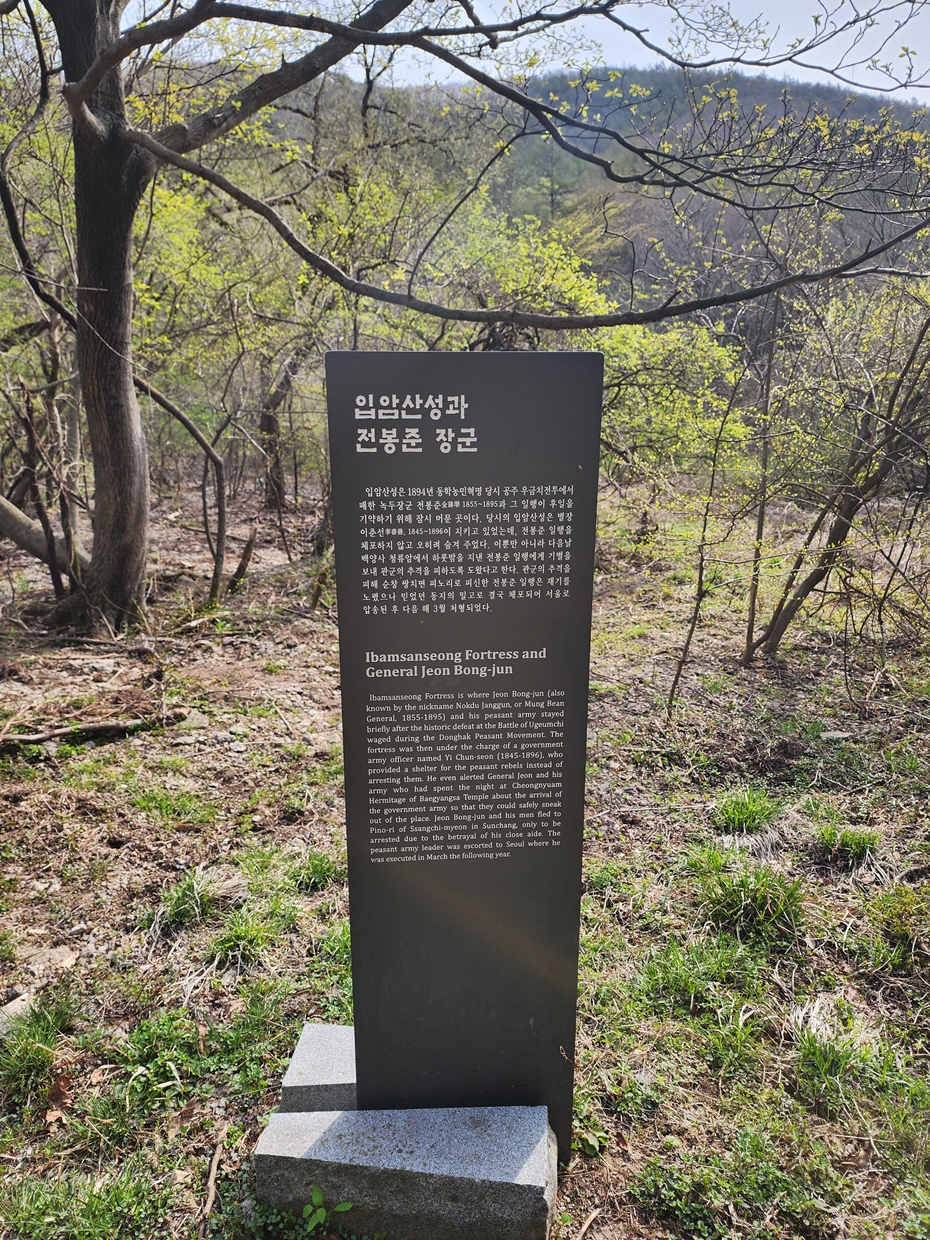 입암산성과
전봉준 장군
입암산성은 1894년 동학농민혁명 당시 공주 우금치전투에서
패한 녹두장군 전봉준全琫準 1855~1895과 그 일행이 후일을
기약하기 위해 잠시 머문 곳이다. 당시의 입암산성은 별장
이춘선李春善, 1845~1896이 지키고 있었는데, 전봉준 일행을
체포하지 않고 오히려 숨겨 주었다. 이뿐만 아니라 다음날
백양사 청류암에서 하룻밤을 지낸 전봉준 일행에게 기별을
보내 관군의 추격을 피하도록 도왔다고 한다. 관군의 추격을
피해 순창 쌍치면 피노리로 피신한 전봉준 일행은 재기를
노렸으나 믿었던 동지의 밀고로 결국 체포되어 서울로
압송된 후 다음 해 3월 처형되었다.
Ibamsanseong Fortress and
General Jeon Bong-jun
Ibamsanseong Fortress is where Jeon Bong-jun (also
known by the nickname Nokdu Janggun, or Mung Bean
General, 1855-1895) and his peasant army stayed
briefly after the historic defeat at the Battle of Ugeumchi
waged during the Donghak Peasant Movement. The
fortress was then under the charge of a government
army officer named Yi Chun-seon (1845-1896), who
provided a shelter for the peasant rebels instead of
arresting them. He even alerted General Jeon and his
army who had spent the night at Cheongnyuam
Hermitage of Baegyangsa Temple about the arrival of
the government army so that they could safely sneak
out of the place. Jeon Bong-jun and his men fled to
Pino-ri of Ssangchi-myeon in Sunchang, only to be
arrested due to the betrayal of his close aide. The
peasant army leader was escorted to Seoul where he
was executed in March the following year.